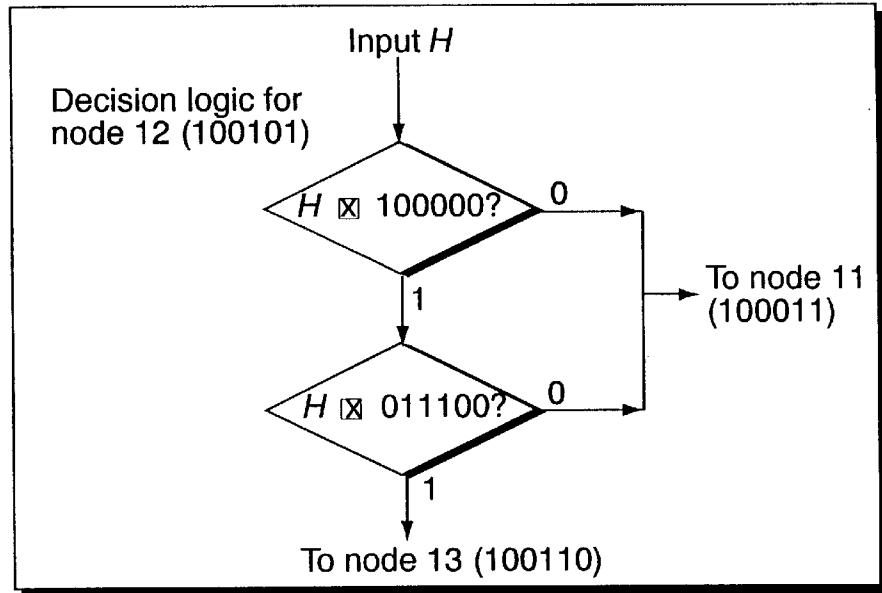 Input H
Decision logic for
node 12 (100101)
H ☒ 100000?
0
1
To node 11
(100011)
H ☒ 011100?
0
1
To node 13 (100110)